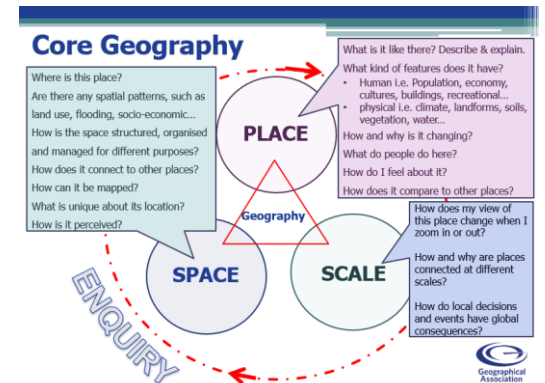 Core Geography
Where is this place?
Are there any spatial patterns, such as
land use, flooding, socio-economic...
How is the space structured, organised
and managed for different purposes?
How does it connect to other places?
How can it be mapped?
What is unique about its location?
How is it perceived?
What is it like there? Describe & explain.
What kind of features does it have?
• Human i.e. Population, economy,
cultures, buildings, recreational...
• physical i.e. climate, landforms, soils,
vegetation, water...
How and why is it changing?
What do people do here?
How do I feel about it?
How does it compare to other places?
PLACE
Geography
SPACE
SCALE
How does my view of
this place change when I
zoom in or out?
How and why are places
connected at different
scales?
How do local decisions
and events have global
consequences?
ENQUIRY
Geographical
Association